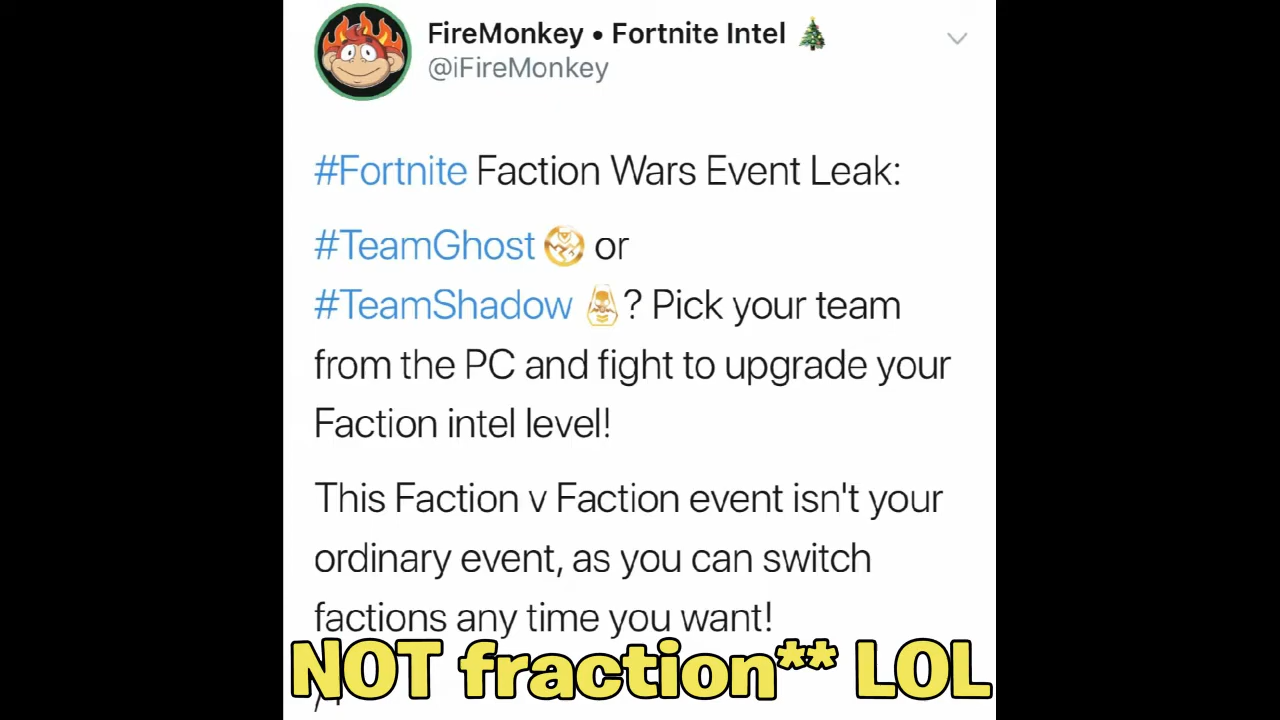 FireMonkey • Fortnite Intel 🎄
@iFireMonkey
#Fortnite Faction Wars Event Leak:
#TeamGhost or
#TeamShadow ? Pick your team
from the PC and fight to upgrade your
Faction intel level!
This Faction v Faction event isn't your
ordinary event, as you can switch
factions any time you want!
NOT fraction** LOL